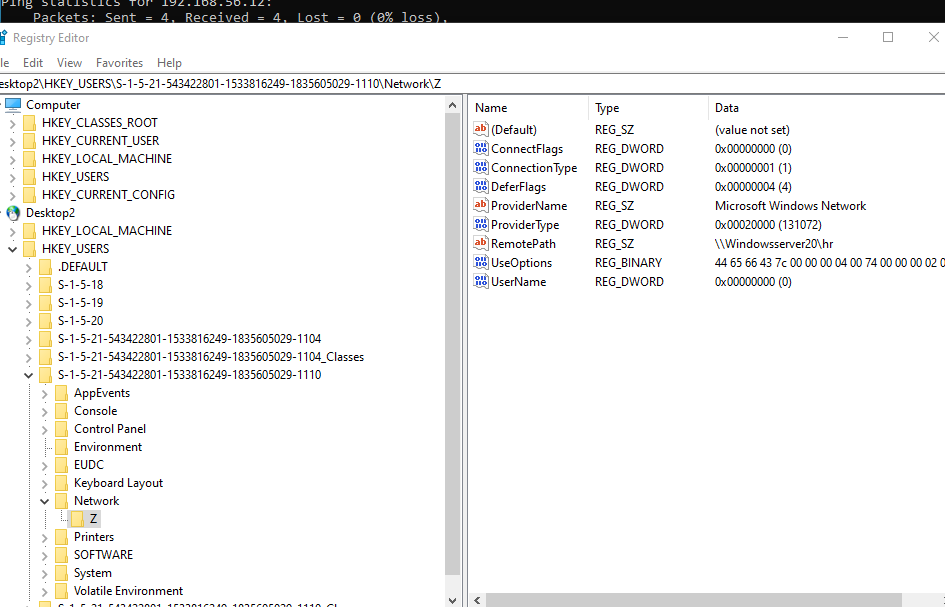 Ping statistics for 192.168.56.12:
Packets: Sent = 4, Received = 4, Lost = 0 (0% loss),
Registry Editor
le Edit View Favorites Help
esktop2\HKEY_USERS\S-1-5-21-543422801-1533816249-1835605029-1110\Network\Z
Computer
HKEY_CLASSES_ROOT
HKEY_CURRENT_USER
HKEY_LOCAL_MACHINE
HKEY_USERS
HKEY_CURRENT_CONFIG
Desktop2
HKEY_LOCAL_MACHINE
HKEY_USERS
.DEFAULT
S-1-5-18
S-1-5-19
S-1-5-20
S-1-5-21-543422801-1533816249-1835605029-1104
S-1-5-21-543422801-1533816249-1835605029-1104_Classes
S-1-5-21-543422801-1533816249-1835605029-1110
AppEvents
Console
Control Panel
Environment
EUDC
Keyboard Layout
Network
Z
Printers
SOFTWARE
System
Volatile Environment
Name Type Data
(Default) REG_SZ (value not set)
ConnectFlags REG_DWORD 0x00000000 (0)
ConnectionType REG_DWORD 0x00000001 (1)
DeferFlags REG_DWORD 0x00000004 (4)
ProviderName REG_SZ Microsoft Windows Network
ProviderType REG_DWORD 0x00020000 (131072)
RemotePath REG_SZ \\Windowsserver20\hr
UseOptions REG_BINARY 44 65 66 43 7c 00 00 00 04 00 74 00 00 00 02 0
UserName REG_DWORD 0x00000000 (0)